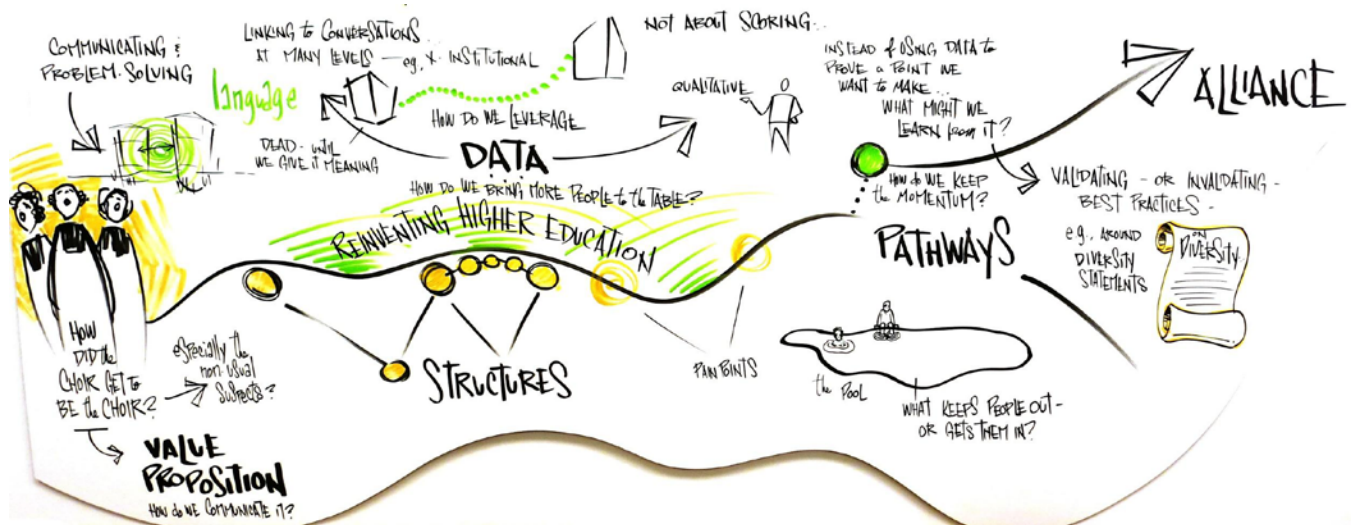 COMMUNICATING &
PROBLEM-SOLVING
language
LINKING to CONVERSATIONS
AT MANY LEVELS — eg, X-INSTITUTIONAL
DEAD - UNTIL
WE GIVE IT MEANING
HOW DO WE LEVERAGE
DATA
HOW DO WE BRING MORE PEOPLE to the TABLE?
NOT ABOUT SCORING...
QUALITATIVE
INSTEAD of USING DATA to
PROVE a POINT WE
WANT to MAKE...
WHAT MIGHT WE
LEARN from it?
ALLIANCE
HOW do WE KEEP
the MOMENTUM?
VALIDATING - OR INVALIDATING -
BEST PRACTICES -
e.g., AROUND
DIVERSITY
STATEMENTS
ON
DIVERSITY
REINVENTING HIGHER EDUCATION
PATHWAYS
STRUCTURES
PAIN POINTS
the POOL
WHAT KEEPS PEOPLE OUT -
OR GETS THEM IN?
HOW
DID the
CHOIR GET to
BE the CHOIR?
especially the
non-usual
suspects?
VALUE
PROPOSITION
HOW do WE COMMUNICATE it?